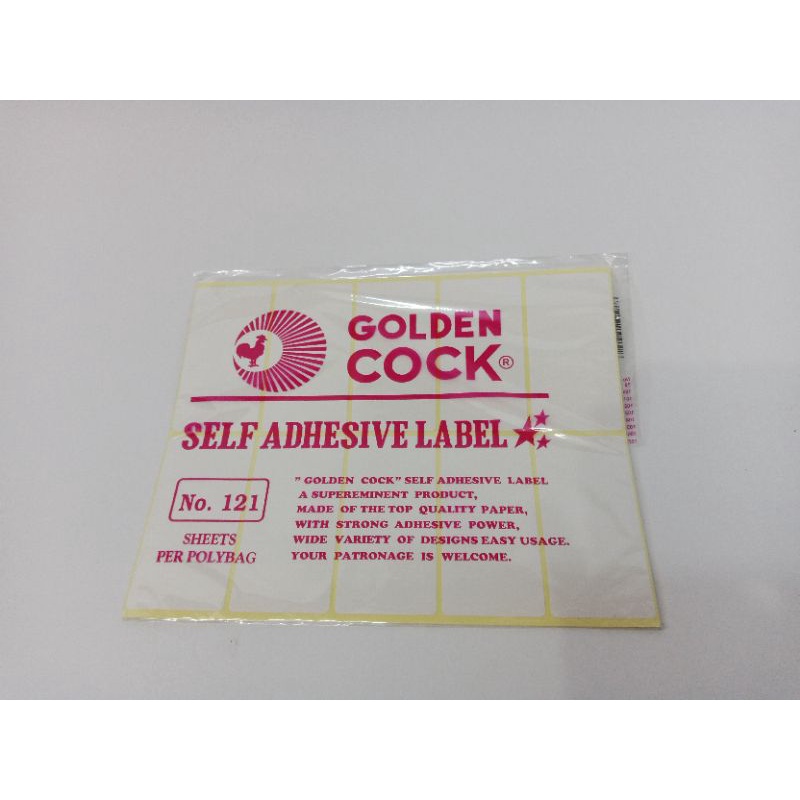 GOLDEN
COCK®
SELF ADHESIVE LABEL
No. 121
SHEETS
PER POLYBAG
" GOLDEN COCK" SELF ADHESIVE LABEL
A SUPEREMINENT PRODUCT,
MADE OF THE TOP QUALITY PAPER,
WITH STRONG ADHESIVE POWER,
WIDE VARIETY OF DESIGNS EASY USAGE.
YOUR PATRONAGE IS WELCOME.